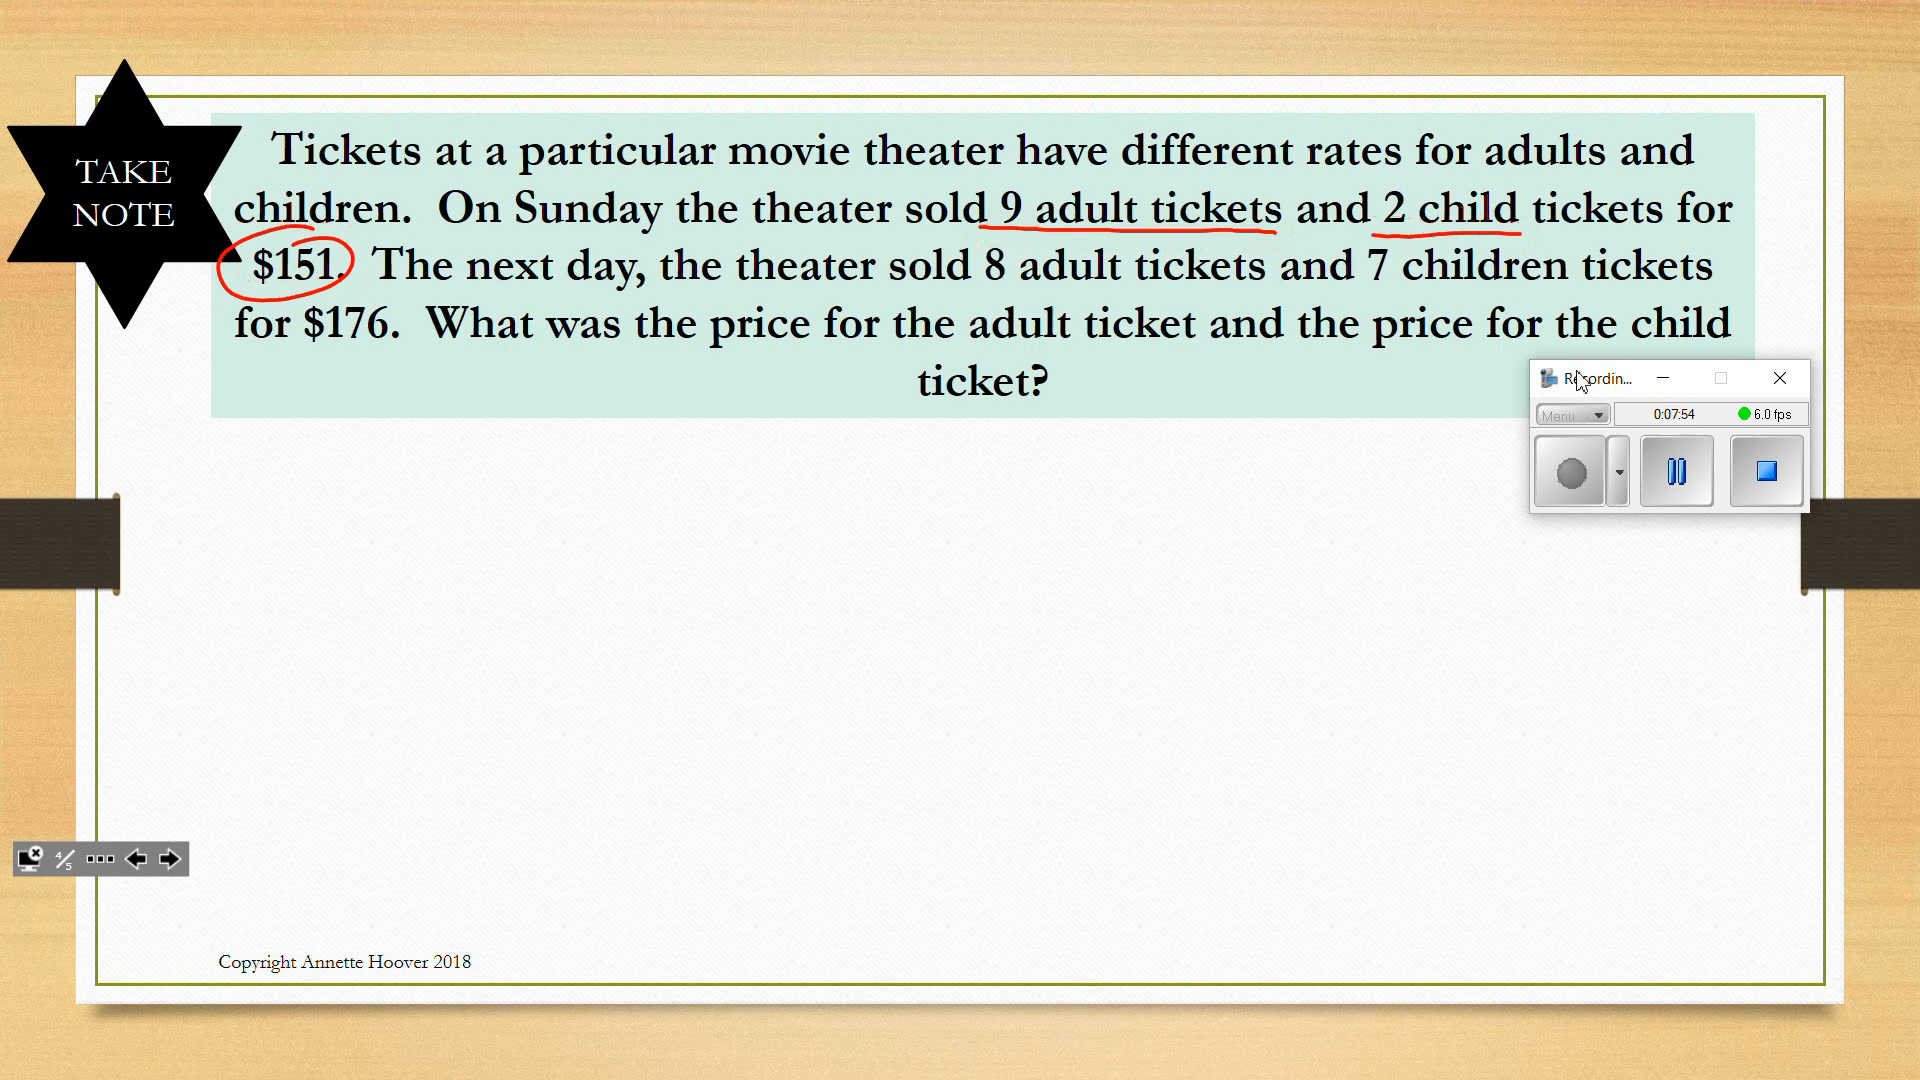 TAKE
NOTE
Tickets at a particular movie theater have different rates for adults and
children. On Sunday the theater sold 9 adult tickets and 2 child tickets for
$151. The next day, the theater sold 8 adult tickets and 7 children tickets
for $176. What was the price for the adult ticket and the price for the child
ticket?
Recordin...
Menu 0:07:54 6.0 fps
4/5
Copyright Annette Hoover 2018